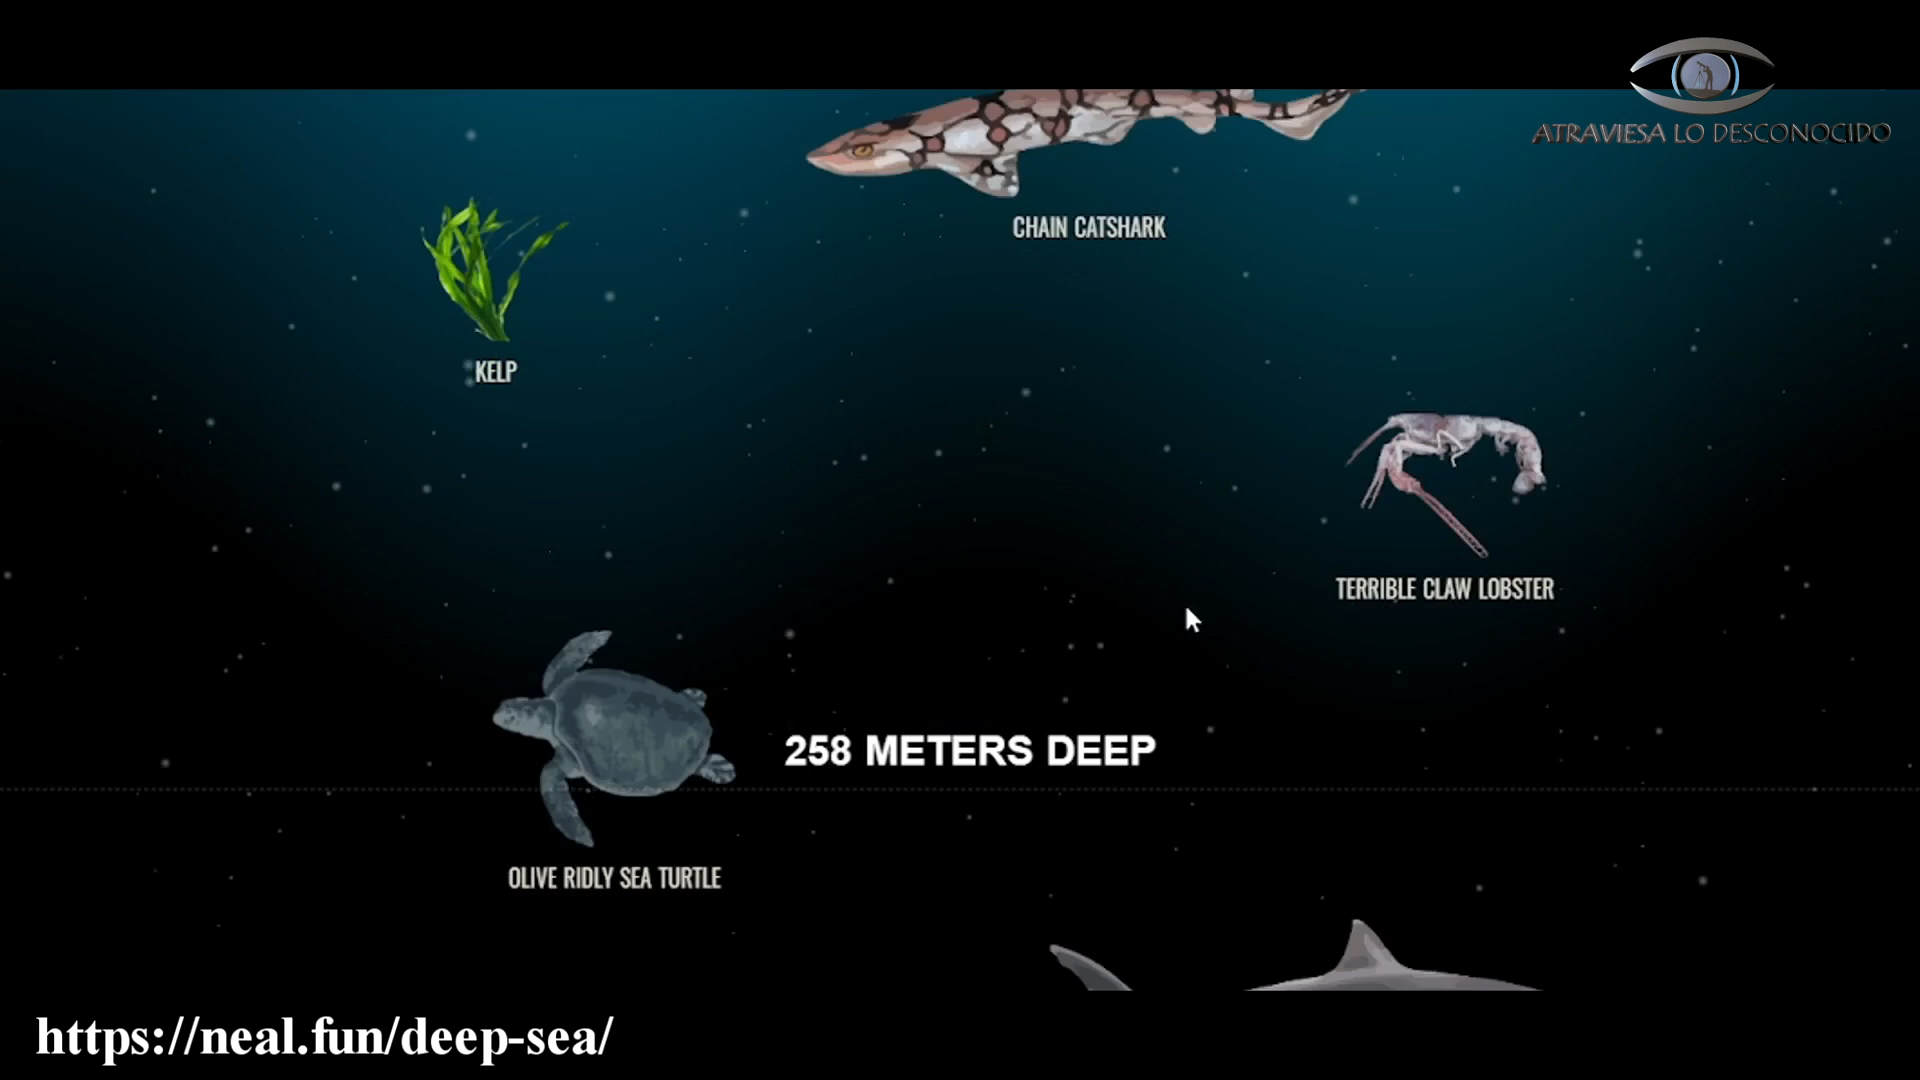 ATRAVIESA LO DESCONOCIDO
CHAIN CATSHARK
KELP
TERRIBLE CLAW LOBSTER
258 METERS DEEP
OLIVE RIDLY SEA TURTLE
https://neal.fun/deep-sea/